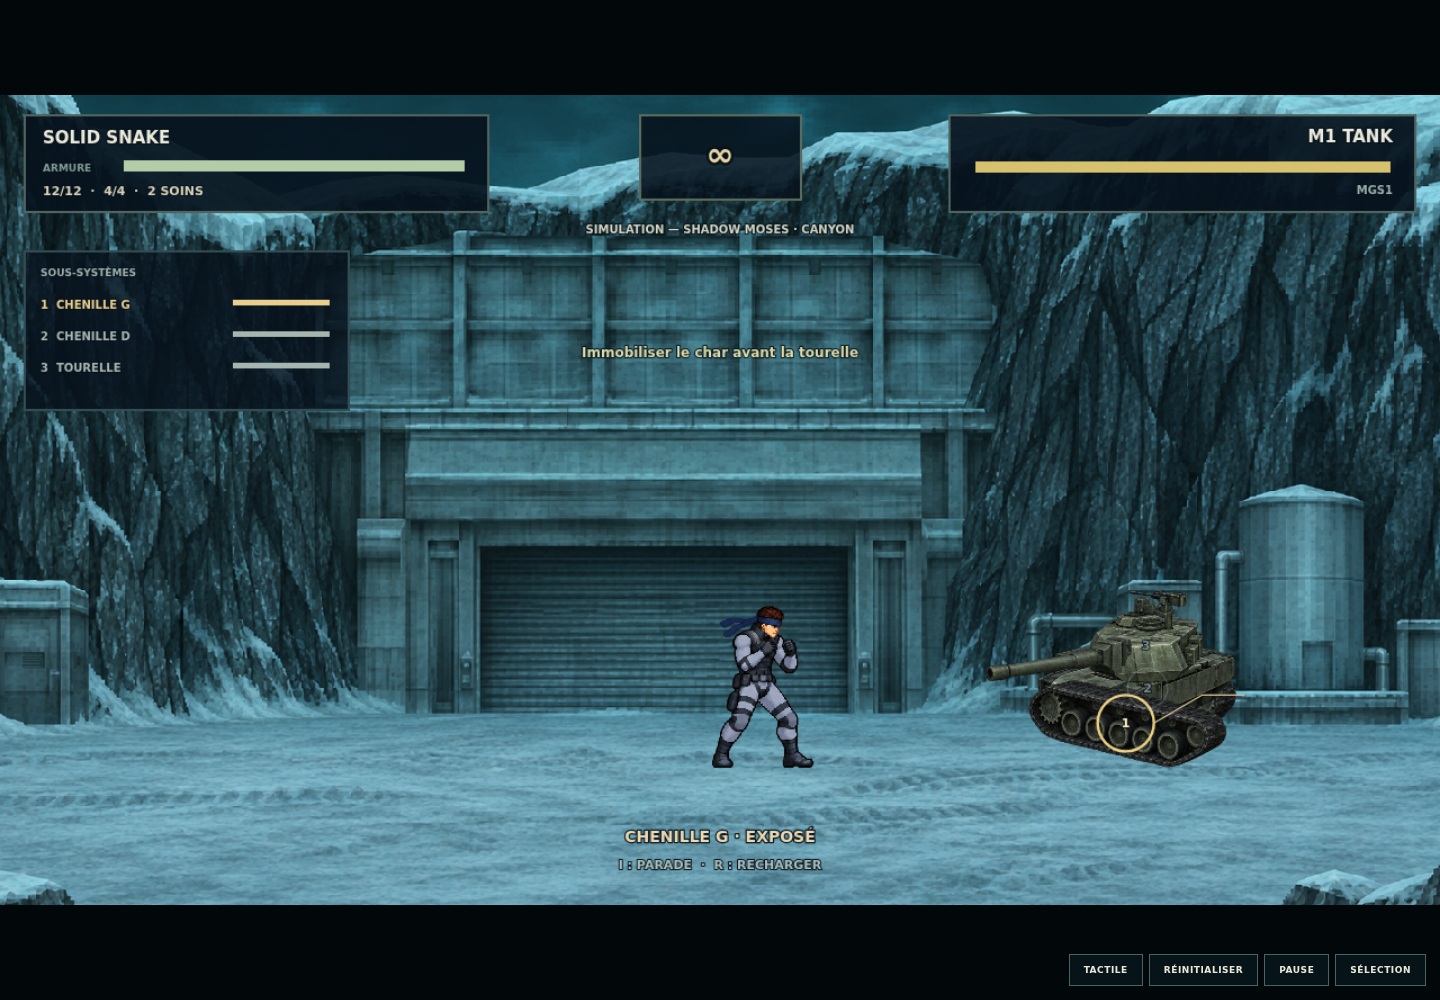 SOLID SNAKE
ARMURE
12/12 · 4/4 · 2 SOINS
∞
M1 TANK
MGS1
SIMULATION — SHADOW MOSES · CANYON
SOUS-SYSTÈMES
1 CHENILLE G
2 CHENILLE D
3 TOURELLE
Immobiliser le char avant la tourelle
3
2
1
CHENILLE G · EXPOSÉ
I : PARADE · R : RECHARGER
TACTILE
RÉINITIALISER
PAUSE
SÉLECTION